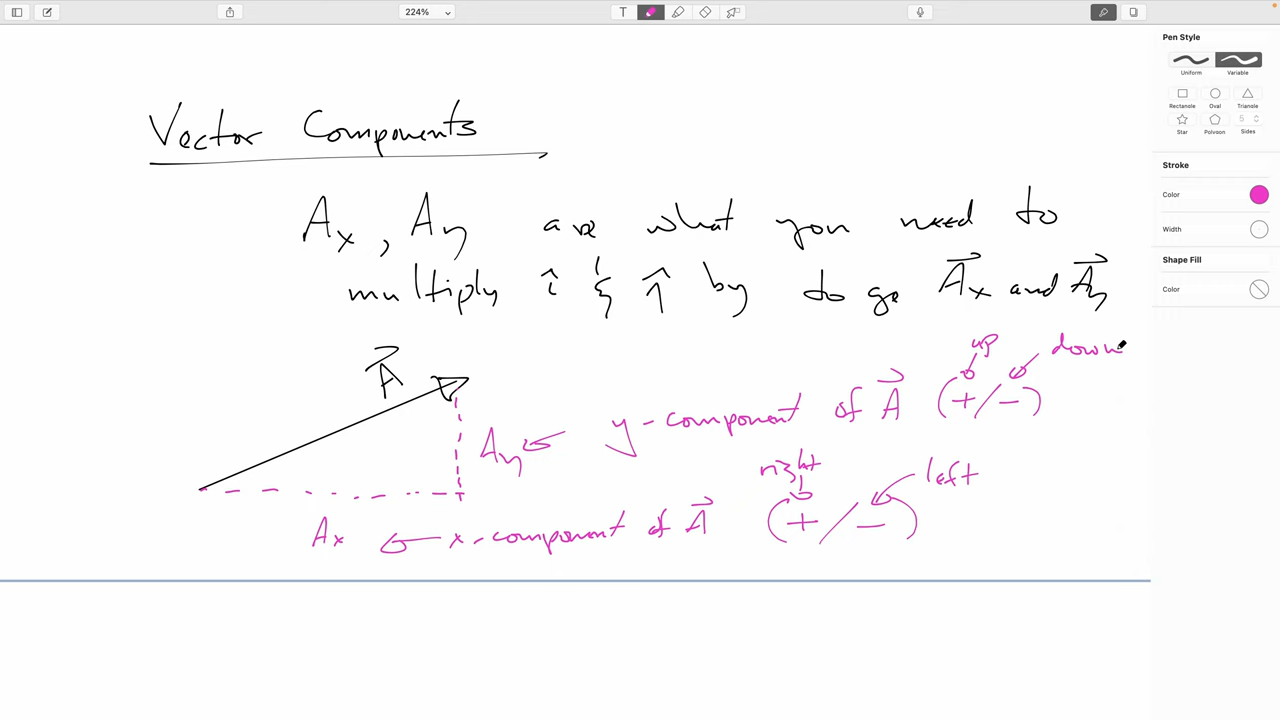 224%
T
Pen Style
Uniform Variable
Rectangle Oval Triangle
Star Polygon 5 Sides
Stroke
Color
Width
Shape Fill
Color
Vector Components
Ax, Ay are what you need to
multiply î & ĵ by to go A⃗x and A⃗y
A⃗
up down
Ay ← y-component of A⃗ (+/−)
right left
Ax ← x-component of A⃗ (+/−)